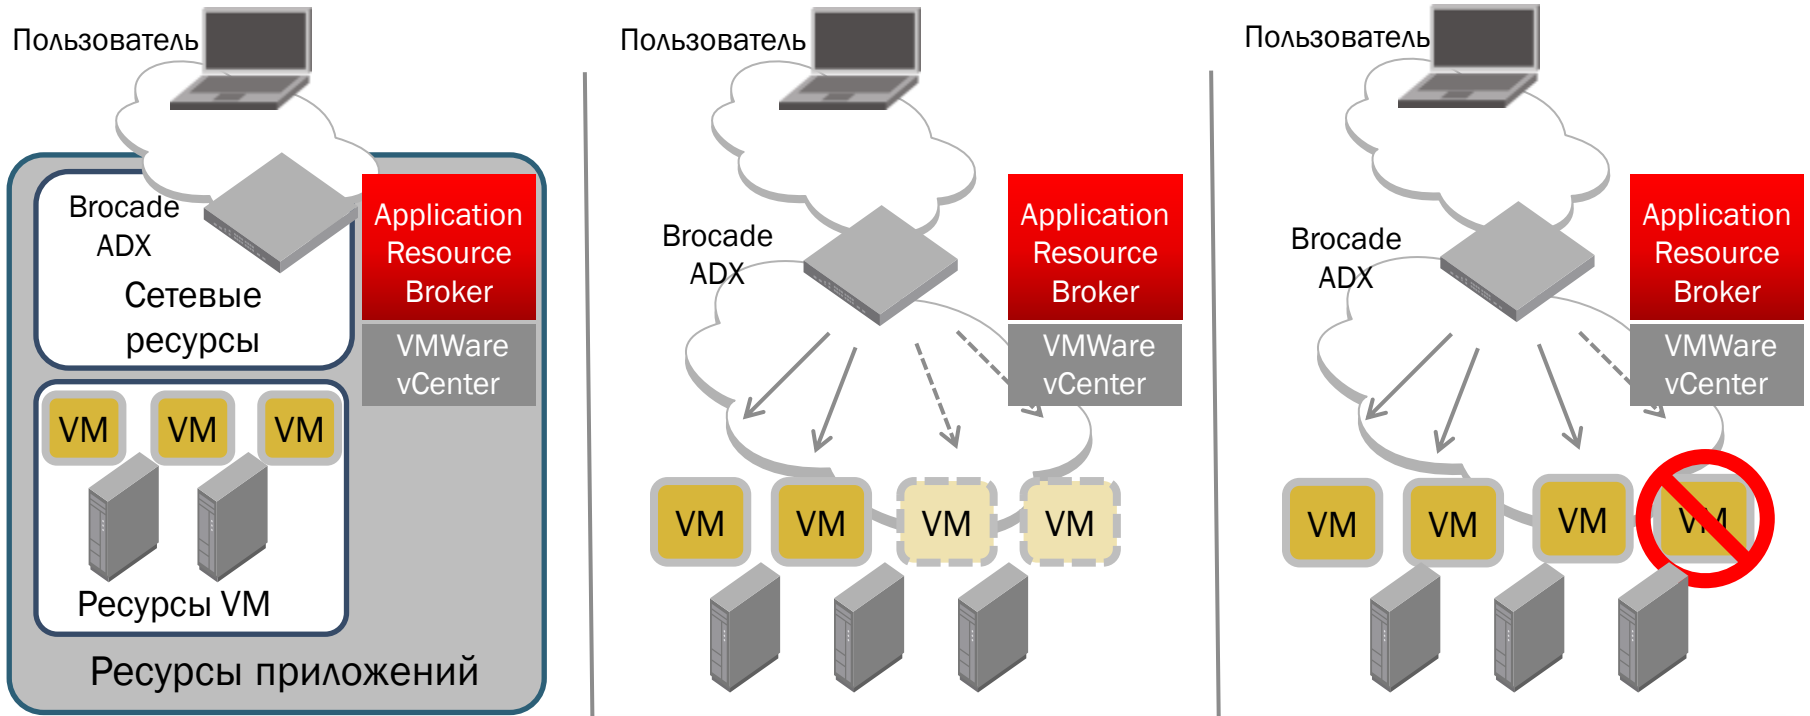 Пользователь
Brocade
ADX
Сетевые
ресурсы
Application
Resource
Broker
VMWare
vCenter
VM
VM
VM
Ресурсы VM
Ресурсы приложений
Пользователь
Brocade
ADX
Application
Resource
Broker
VMWare
vCenter
VM
VM
VM
VM
Пользователь
Brocade
ADX
Application
Resource
Broker
VMWare
vCenter
VM
VM
VM
VM